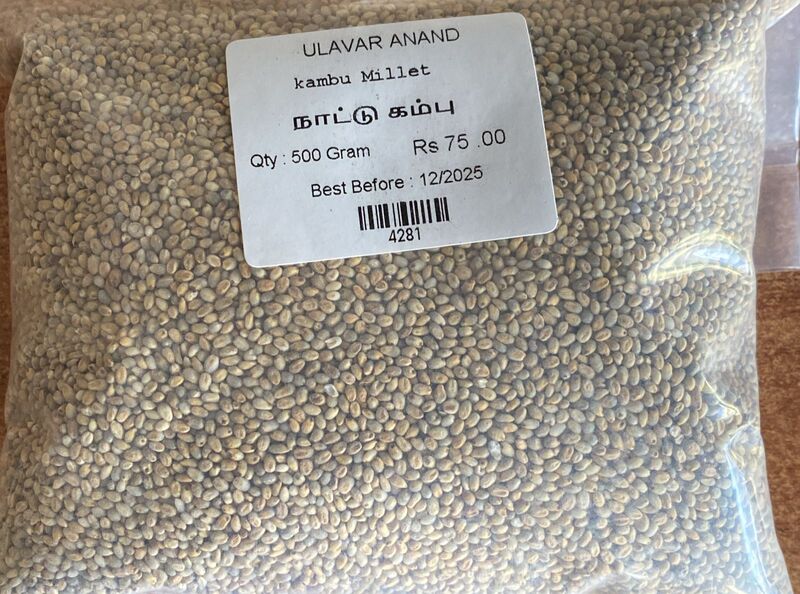 ULAVAR ANAND
kambu Millet
நாட்டு கம்பு
Qty : 500 Gram Rs 75 .00
Best Before : 12/2025
4281